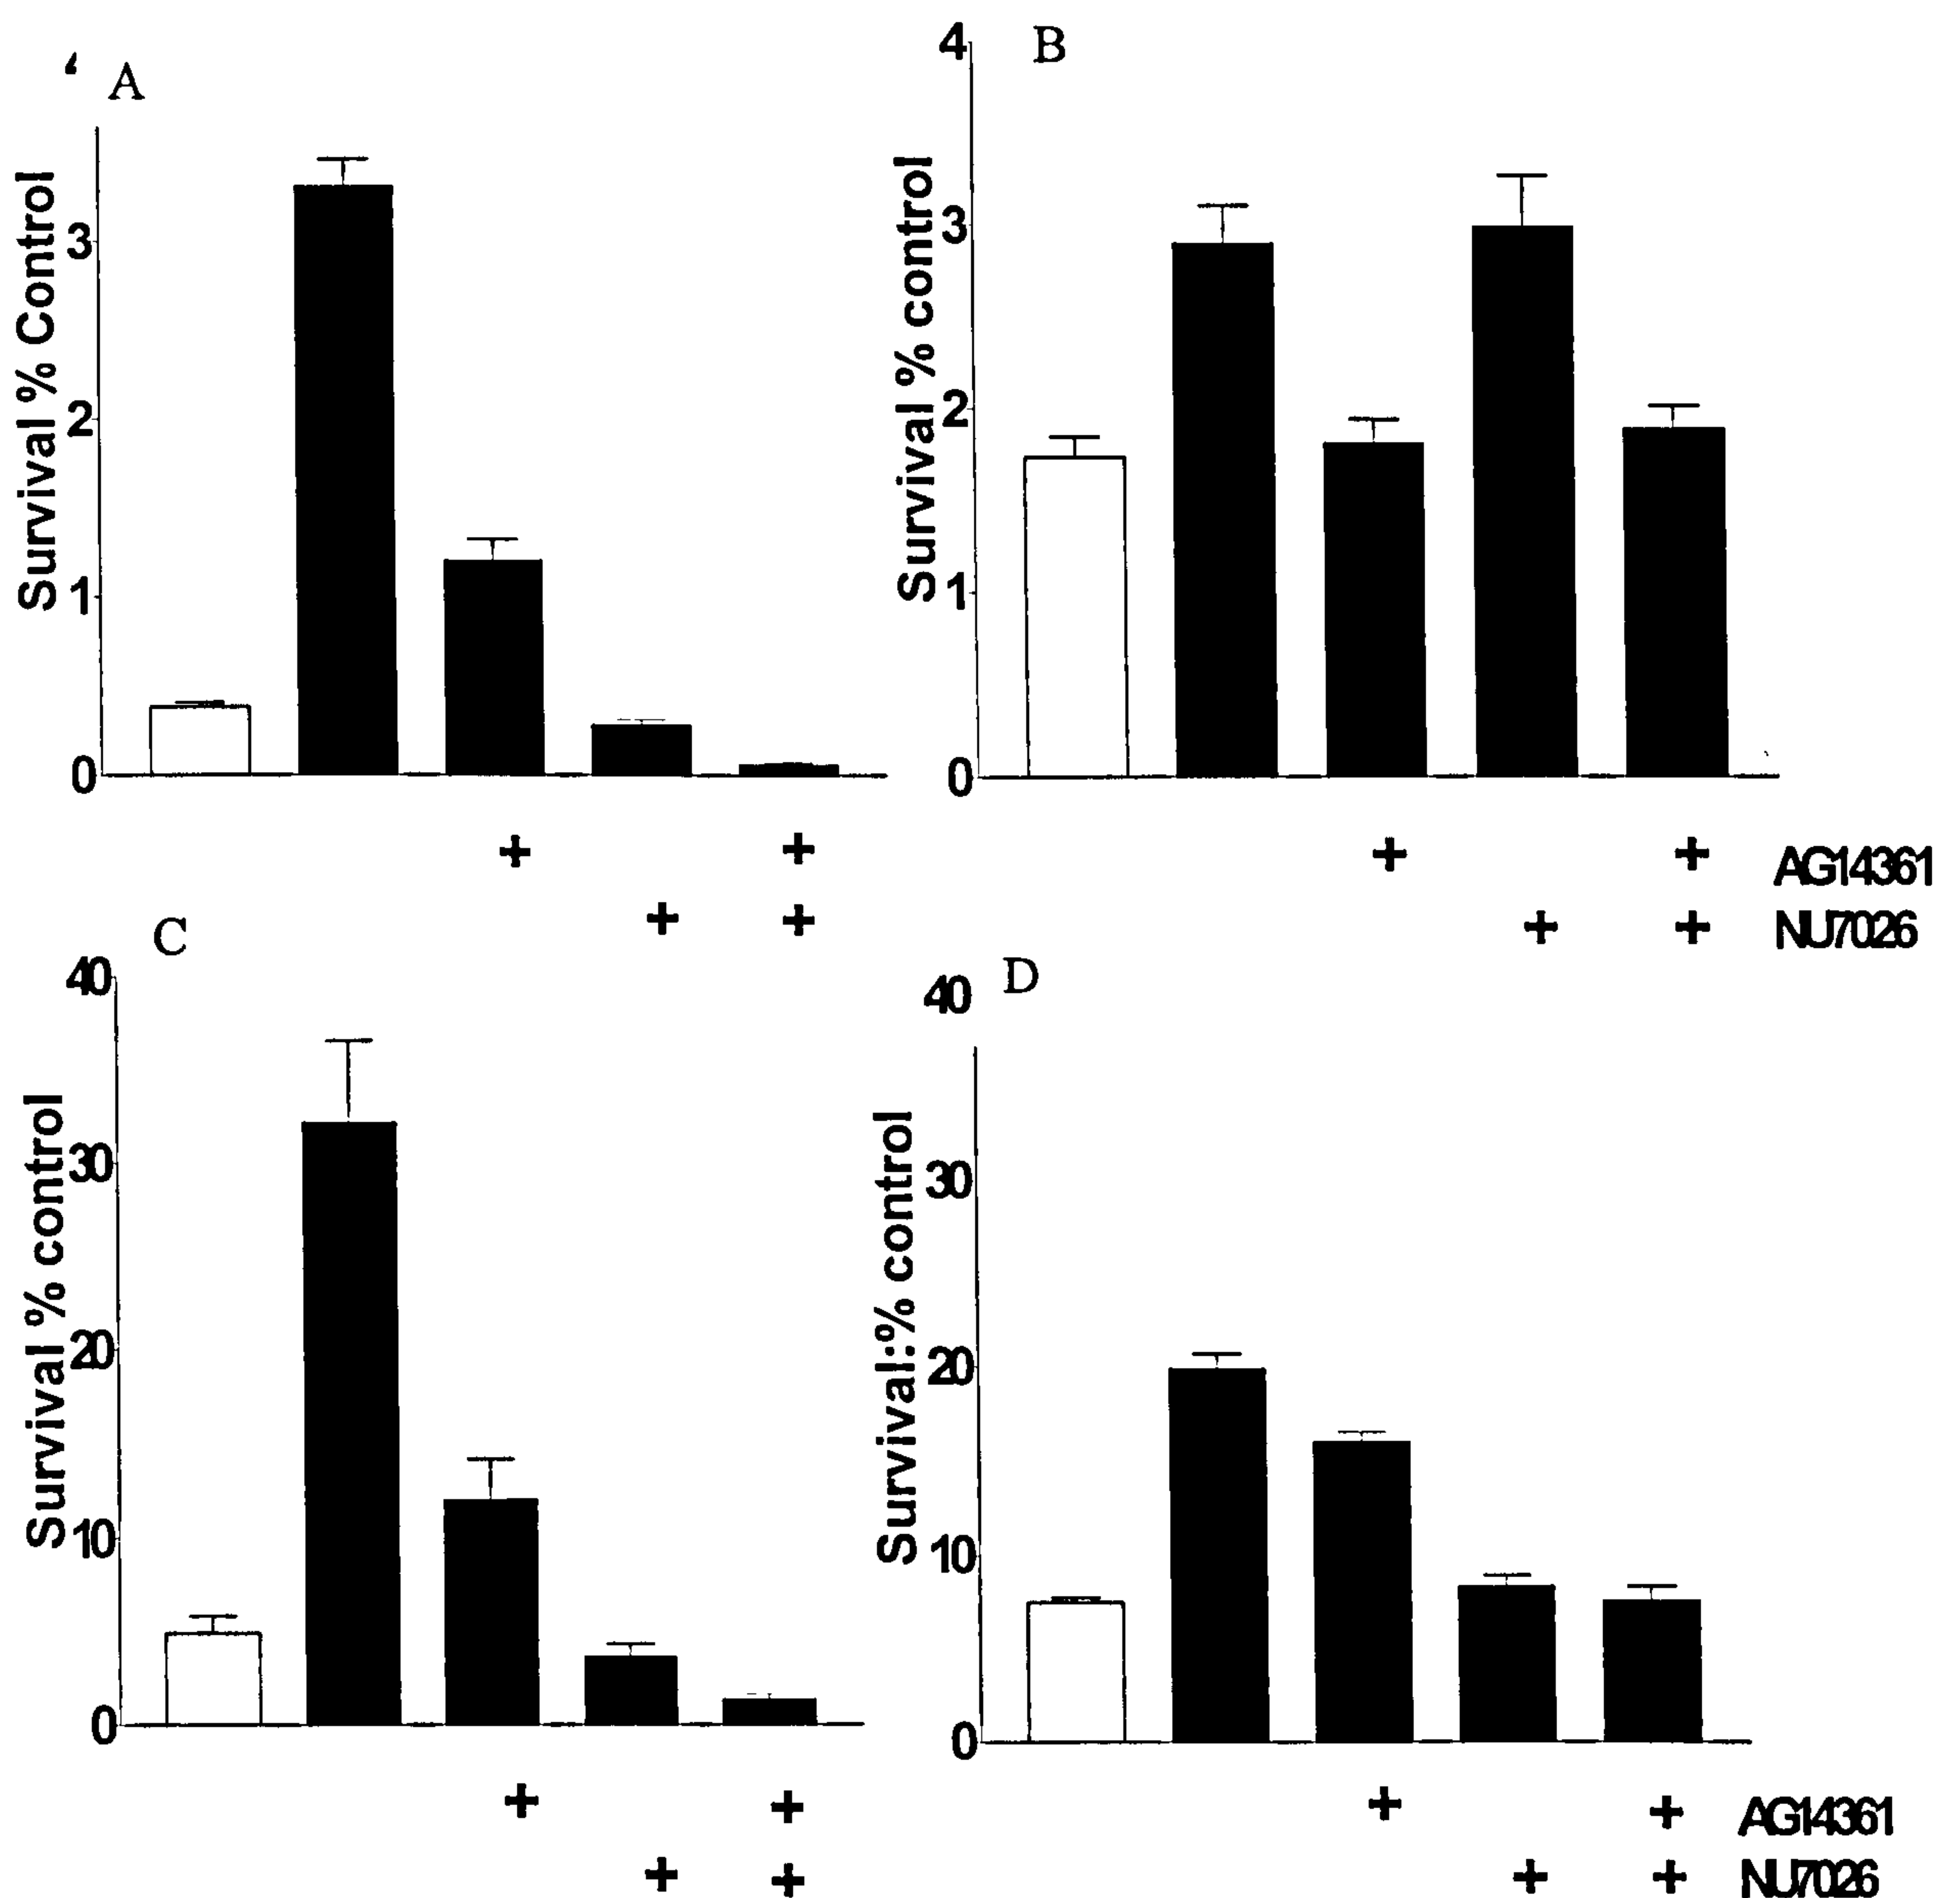 A
Survival % Control
3
2
1
0
+ +
+ +
B
4
Survival % control
3
2
1
0
+ + AG14361
+ + NU7026
C
40
Survival % control
30
20
10
0
+ +
+ +
D
40
Survival:% control
30
20
10
0
+ + AG14361
+ + NU7026